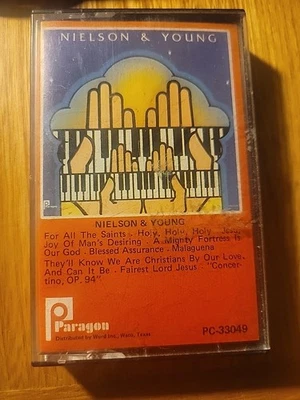 NIELSON & YOUNG
NIELSON & YOUNG
For All The Saints . Holy, Holy, Holy . Jesu,
Joy Of Man's Desiring . A Mighty Fortress Is
Our God . Blessed Assurance . Malaguena
They'll Know We Are Christians By Our Love.
And Can It Be . Fairest Lord Jesus . "Concer-
tino, OP. 94"
Paragon
Distributed by Word Inc., Waco, Texas
PC-33049